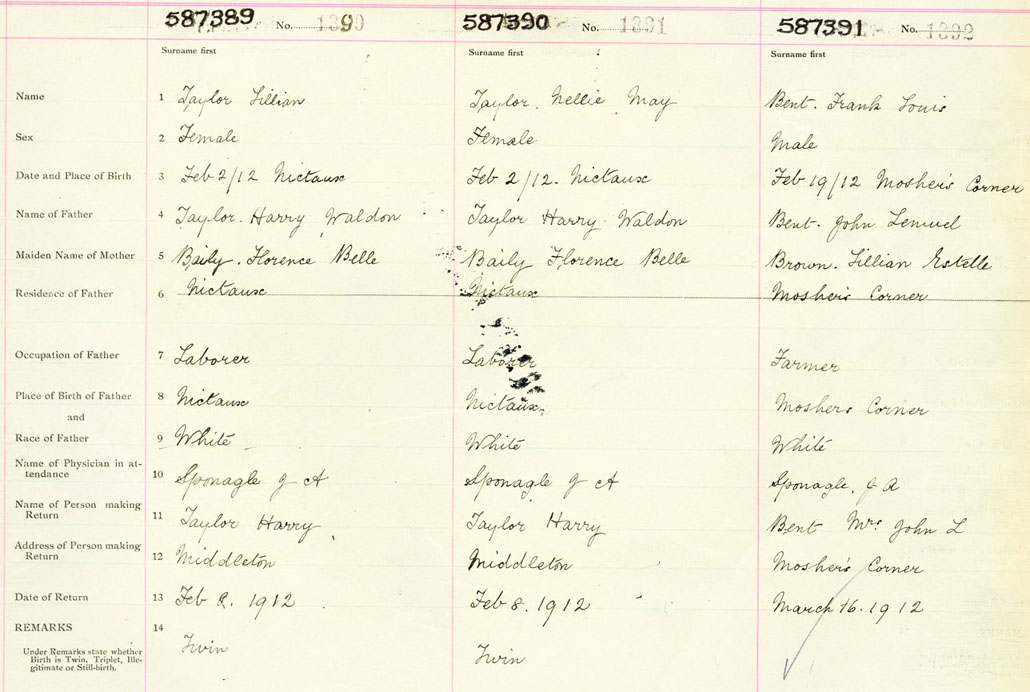 587389 No. 1390 587390 No. 1391 587391 No. 1392
Surname first Surname first Surname first
Name 1 Taylor Lillian Taylor. Nellie May Bent. Frank Louis
Sex 2 Female Female Male
Date and Place of Birth 3 Feb 2/12 Nictaux Feb 2/12. Nictaux Feb 19/12 Mosher's Corner
Name of Father 4 Taylor. Harry Waldon Taylor Harry Waldon Bent. John Lemuel
Maiden Name of Mother 5 Baily. Florence Belle Baily Florence Belle Brown. Lillian Estelle
Residence of Father 6 Nictaux Nictaux Mosher's Corner
Occupation of Father 7 Laborer Laborer Farmer
Place of Birth of Father 8 Nictaux Nictaux, Moshers Corner
and
Race of Father 9 White White White
Name of Physician in at-
tendance 10 Sponagle J A Sponagle J A Sponagle, J A
Name of Person making
Return 11 Taylor Harry Taylor Harry Bent Mrs John L
Address of Person making
Return 12 Middleton Middleton Mosher's Corner
Date of Return 13 Feb 8. 1912 Feb 8. 1912 March 16. 1912
REMARKS 14
Under Remarks state whether
Birth is Twin, Triplet, Ille-
gitimate or Still-birth.
Twin Twin